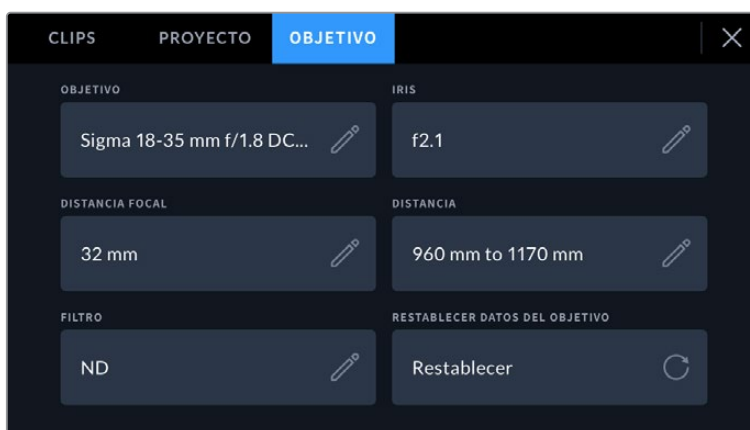 CLIPS PROYECTO OBJETIVO
OBJETIVO IRIS
Sigma 18-35 mm f/1.8 DC... f2.1
DISTANCIA FOCAL DISTANCIA
32 mm 960 mm to 1170 mm
FILTRO RESTABLECER DATOS DEL OBJETIVO
ND Restablecer